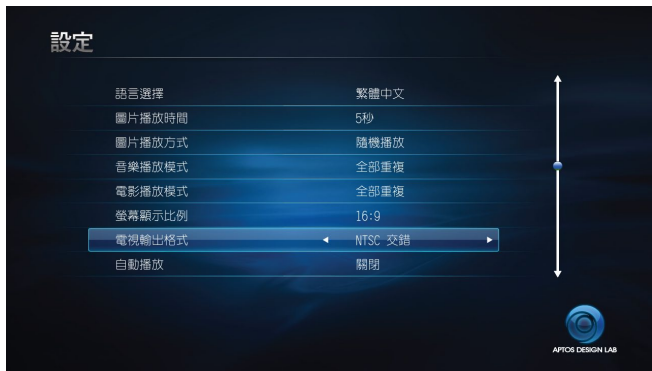 設定
語言選擇 繁體中文
圖片播放時間 5秒
圖片播放方式 隨機播放
音樂播放模式 全部重複
電影播放模式 全部重複
螢幕顯示比例 16:9
電視輸出格式 NTSC 交錯
自動播放 關閉
APTOS DESIGN LAB